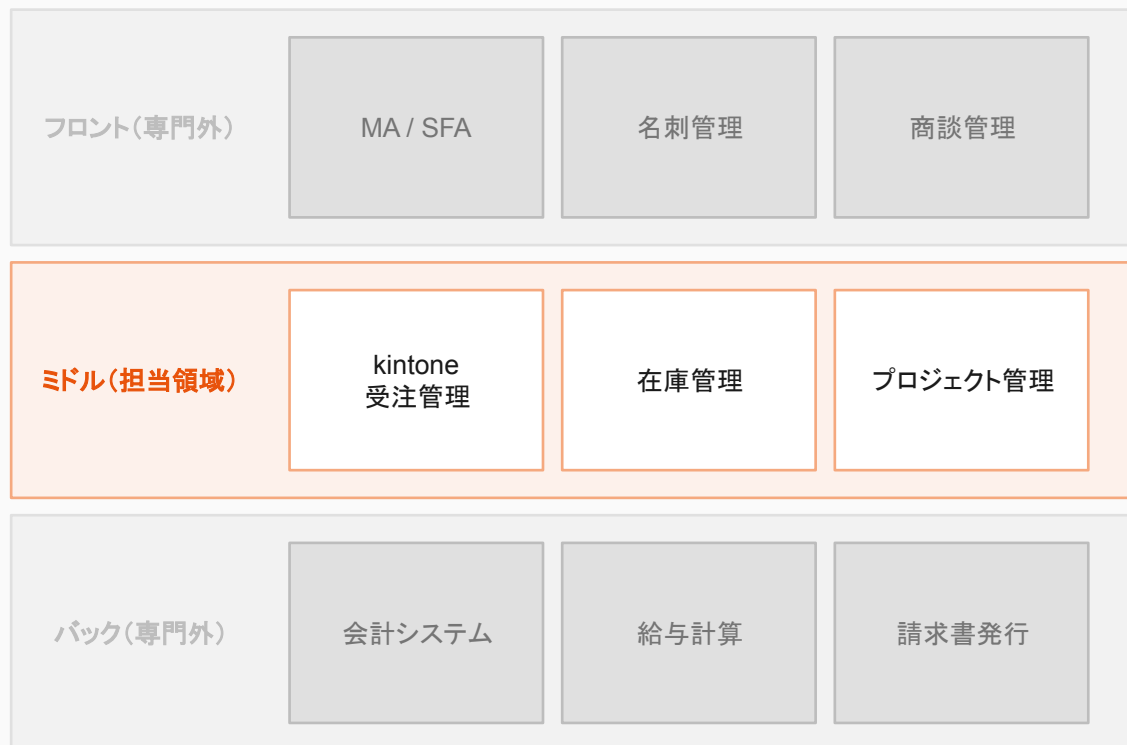 フロント(専門外)
MA / SFA
名刺管理
商談管理
ミドル(担当領域)
kintone
受注管理
在庫管理
プロジェクト管理
バック(専門外)
会計システム
給与計算
請求書発行